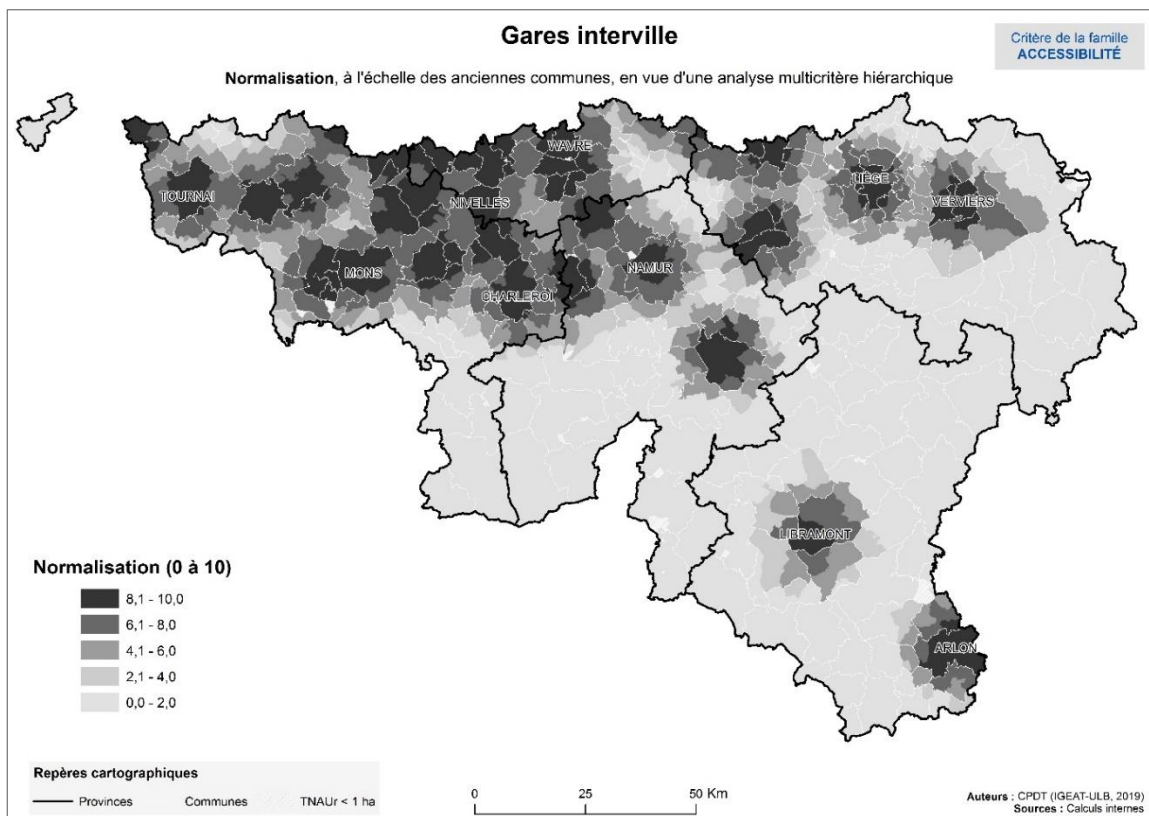 Gares interville
Critère de la famille
ACCESSIBILITÉ
Normalisation, à l'échelle des anciennes communes, en vue d'une analyse multicritère hiérarchique
WAVRE
TOURNAI
NIVELLES
LIÈGE
VERVIERS
MONS
NAMUR
CHARLEROI
LIBRAMONT
ARLON
Normalisation (0 à 10)
8,1 - 10,0
6,1 - 8,0
4,1 - 6,0
2,1 - 4,0
0,0 - 2,0
Repères cartographiques
Provinces Communes TNAUr < 1 ha
0 25 50 Km
Auteurs : CPDT (IGEAT-ULB, 2019)
Sources : Calculs internes